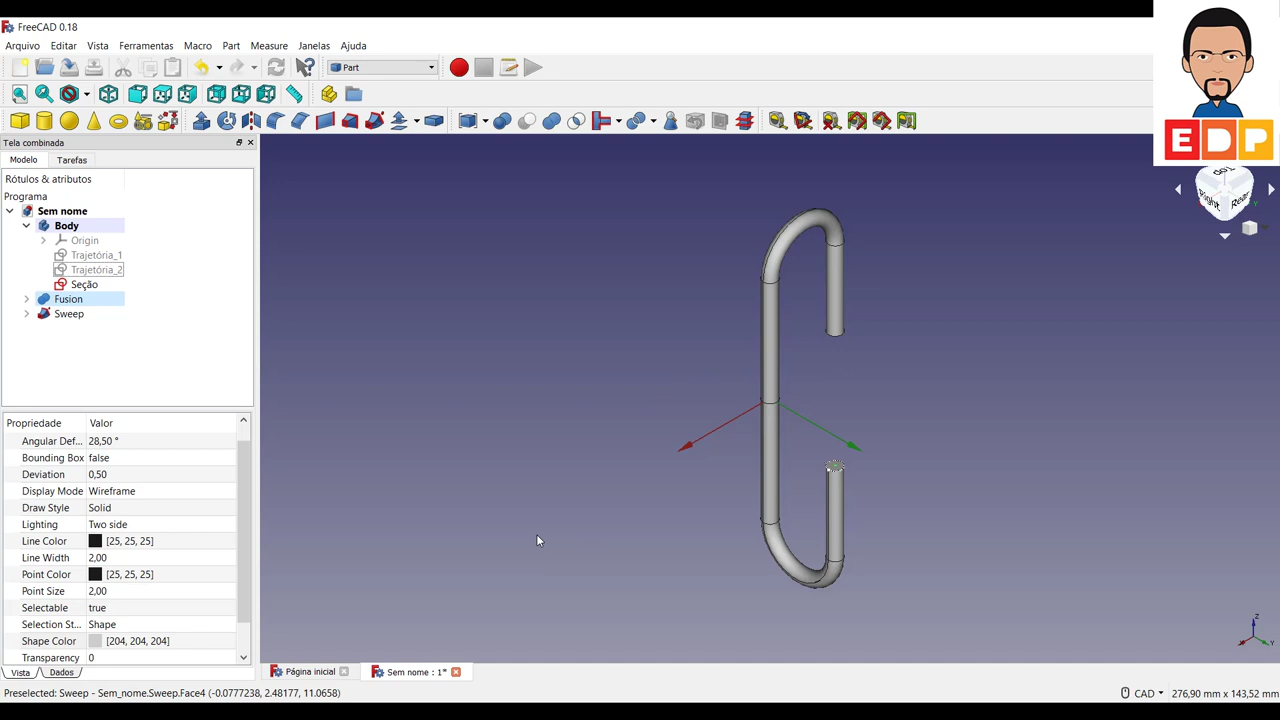 FreeCAD 0.18
Arquivo Editar Vista Ferramentas Macro Part Measure Janelas Ajuda
Part
EDP
Tela combinada
Modelo Tarefas
Rótulos & atributos
Programa
Sem nome
Body
Origin
Trajetória_1
Trajetória_2
Seção
Fusion
Sweep
Top
Right Rear
Propriedade Valor
Angular Def... 28,50 °
Bounding Box false
Deviation 0,50
Display Mode Wireframe
Draw Style Solid
Lighting Two side
Line Color [25, 25, 25]
Line Width 2,00
Point Color [25, 25, 25]
Point Size 2,00
Selectable true
Selection St... Shape
Shape Color [204, 204, 204]
Transparency 0
Vista Dados
Página inicial Sem nome : 1*
Z
X Y
Preselected: Sweep - Sem_nome.Sweep.Face4 (-0.0777238, 2.48177, 11.0658)
CAD 276,90 mm x 143,52 mm